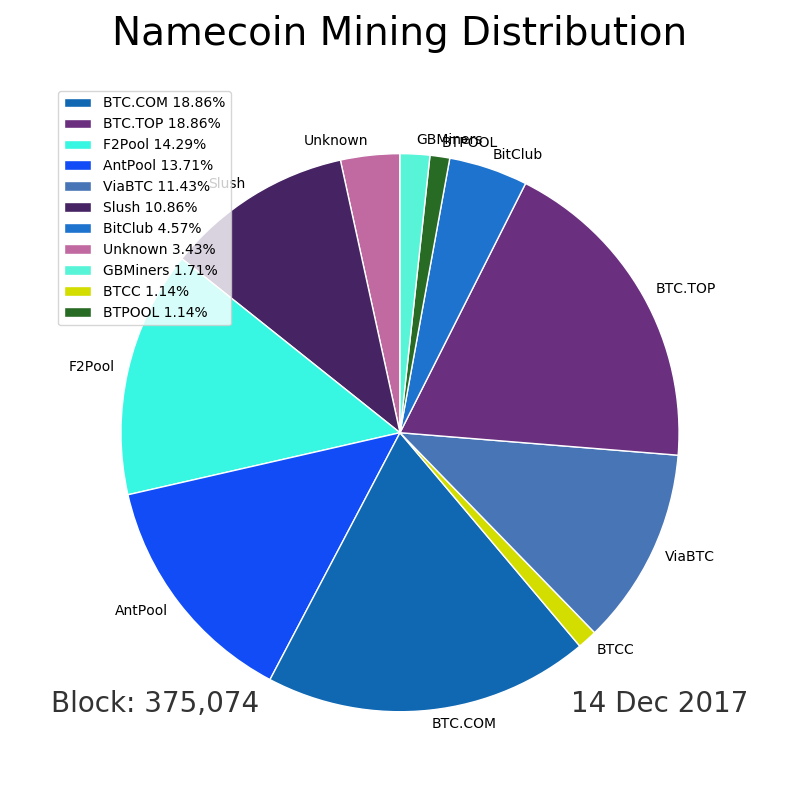 Namecoin Mining Distribution
BTC.COM 18.86%
BTC.TOP 18.86%
F2Pool 14.29%
AntPool 13.71%
ViaBTC 11.43%
Slush 10.86%
BitClub 4.57%
Unknown 3.43%
GBMiners 1.71%
BTCC 1.14%
BTPOOL 1.14%
Unknown
GBMiners
BTPOOL
BitClub
Slush
BTC.TOP
F2Pool
ViaBTC
AntPool
BTCC
BTC.COM
Block: 375,074
14 Dec 2017